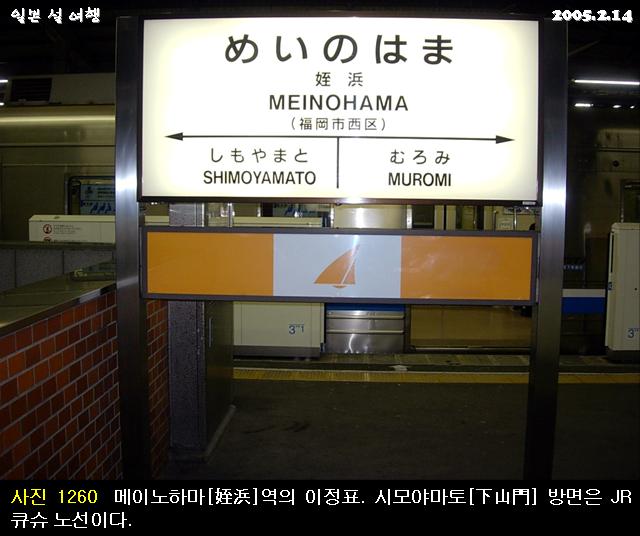 일본 설 여행
2005.2.14
めいのはま
姪浜
MEINOHAMA
(福岡市西区)
しもやまと
むろみ
SHIMOYAMATO
MUROMI
3
사진 1260 메이노하마[姪浜]역의 이정표. 시모야마토[下山門] 방면은 JR
큐슈 노선이다.